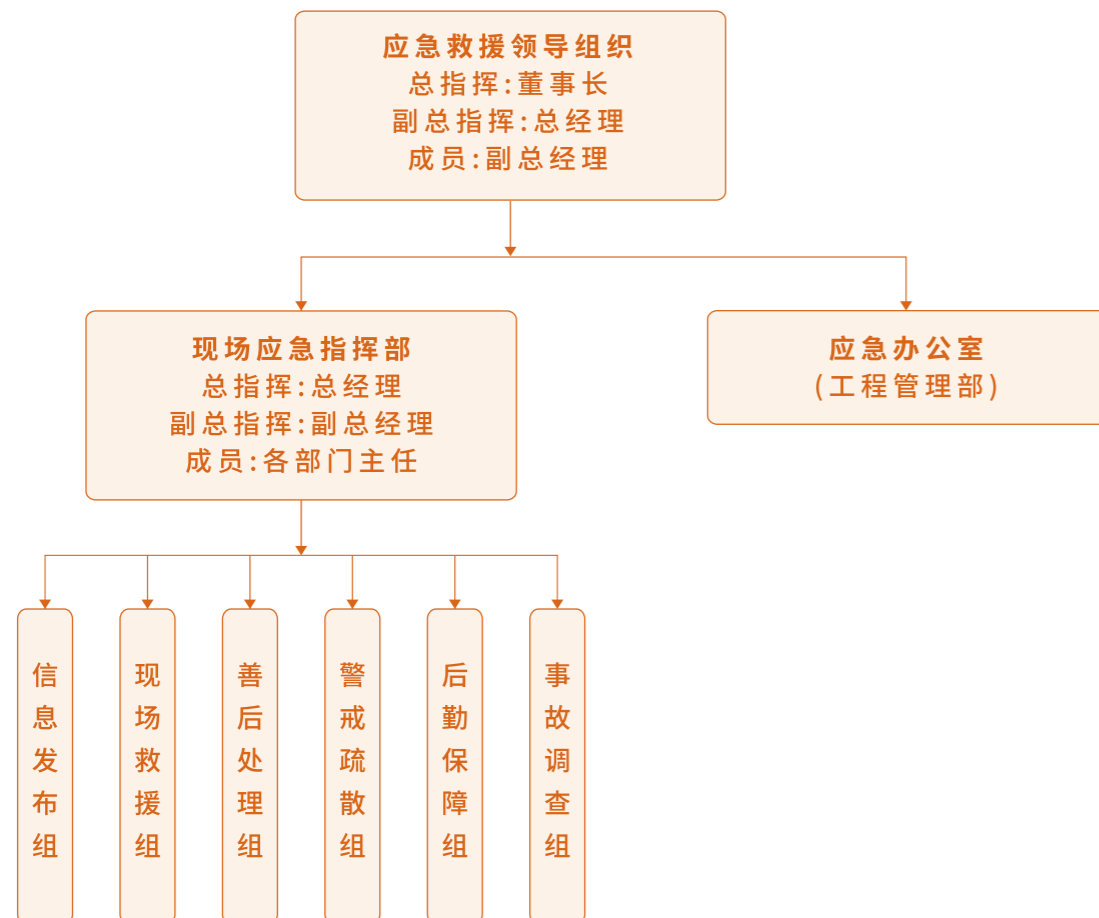 应急救援领导组织
总指挥:董事长
副总指挥:总经理
成员:副总经理
现场应急指挥部
总指挥:总经理
副总指挥:副总经理
成员:各部门主任
应急办公室
(工程管理部)
信息发布组
现场救援组
善后处理组
警戒疏散组
后勤保障组
事故调查组